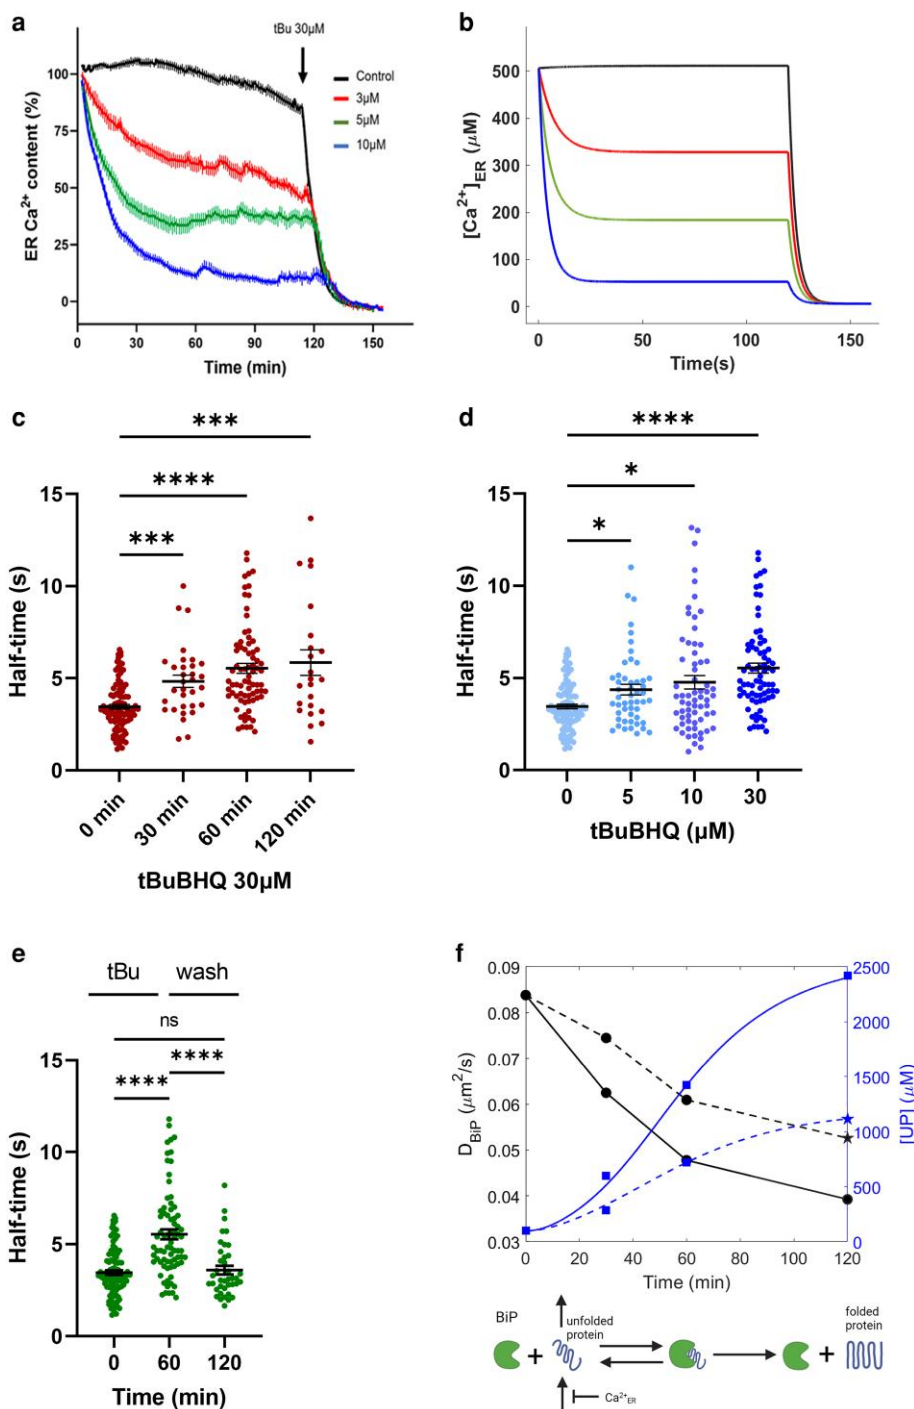 a
tBu 30µM
Control
3µM
5µM
10µM
ER Ca²⁺ content (%)
100
75
50
25
0
0 30 60 90 120 150
Time (min)
b
[Ca²⁺]ER (µM)
500
400
300
200
100
0
0 50 100 150
Time(s)
c
***
****
***
Half-time (s)
15
10
5
0
0 min 30 min 60 min 120 min
tBuBHQ 30µM
d
****
*
*
Half-time (s)
15
10
5
0
0 5 10 30
tBuBHQ (µM)
e
tBu wash
ns
****
****
Half-time (s)
15
10
5
0
0 60 120
Time (min)
f
DBiP (µm²/s)
0.09
0.08
0.07
0.06
0.05
0.04
0.03
[UP] (µM)
2500
2000
1500
1000
500
0
0 20 40 60 80 100 120
Time (min)
BiP
unfolded
protein
folded
protein
+ +
Ca²⁺ER